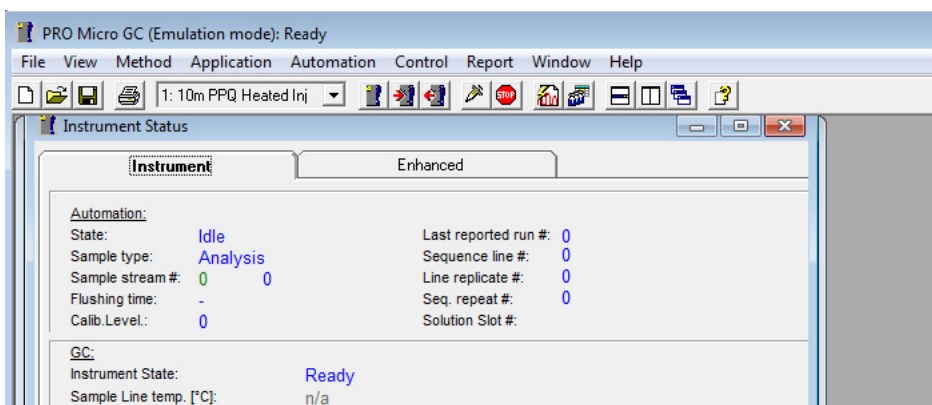 PRO Micro GC (Emulation mode): Ready
File View Method Application Automation Control Report Window Help
1: 10m PPQ Heated Inj
STOP
Instrument Status
Instrument Enhanced
Automation:
State: Idle Last reported run #: 0
Sample type: Analysis Sequence line #: 0
Sample stream #: 0 0 Line replicate #: 0
Flushing time: - Seq. repeat #: 0
Calib.Level.: 0 Solution Slot #:
GC:
Instrument State: Ready
Sample Line temp. [°C]: n/a